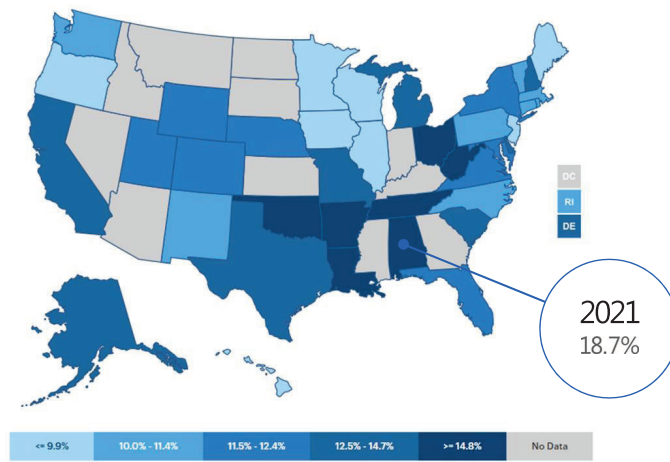 DC
RI
DE
2021
18.7%
<= 9.9%
10.0% - 11.4%
11.5% - 12.4%
12.5% - 14.7%
>= 14.8%
No Data